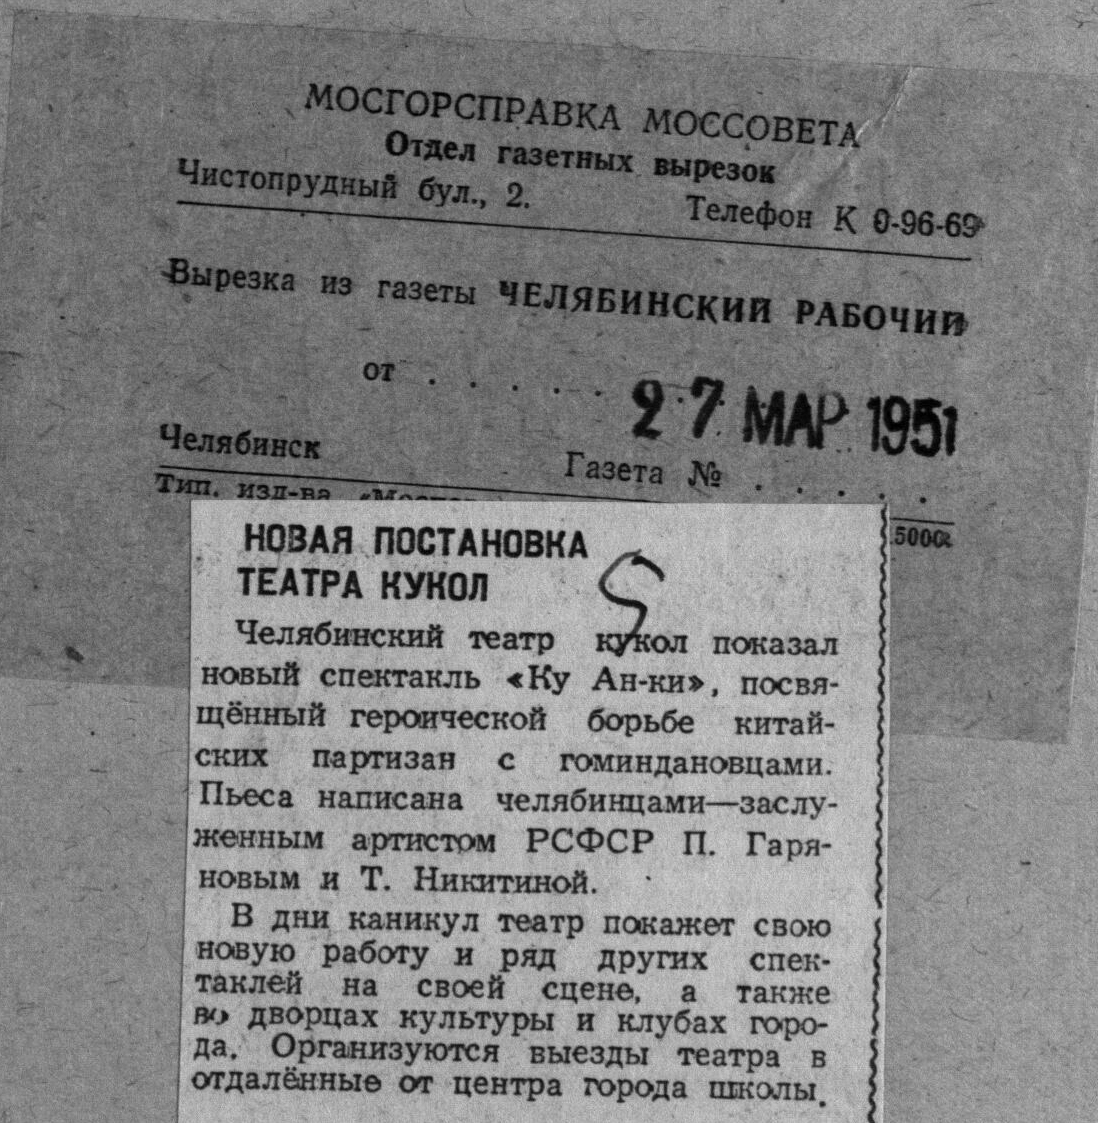 МОСГОРСПРАВКА МОССОВЕТА
Отдел газетных вырезок
Чистопрудный бул., 2. Телефон К 0-96-69
Вырезка из газеты ЧЕЛЯБИНСКИЙ РАБОЧИЙ
от . . . . . 27 МАР 1951
Челябинск Газета № . . . . .
Тип. изд-ва
НОВАЯ ПОСТАНОВКА
ТЕАТРА КУКОЛ
Челябинский театр кукол показал
новый спектакль «Ку Ан-ки», посвя-
щённый героической борьбе китай-
ских партизан с гоминдановцами.
Пьеса написана челябинцами—заслу-
женным артистом РСФСР П. Гаря-
новым и Т. Никитиной.
В дни каникул театр покажет свою
новую работу и ряд других спек-
таклей на своей сцене, а также
во дворцах культуры и клубах горо-
да. Организуются выезды театра в
отдалённые от центра города школы.